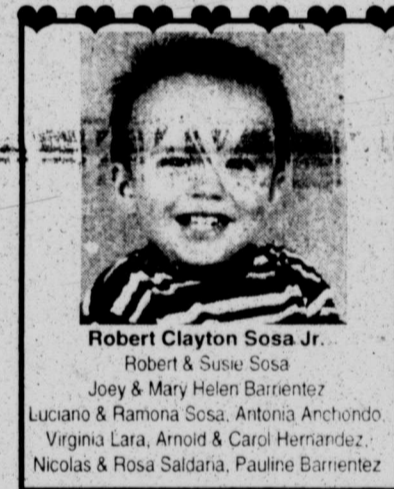 Robert Clayton Sosa Jr.
Robert & Susie Sosa
Joey & Mary Helen Barrientez
Luciano & Ramona Sosa, Antonia Anchondo,
Virginia Lara, Arnold & Carol Hernandez,
Nicolas & Rosa Saldaria, Pauline Barrientez